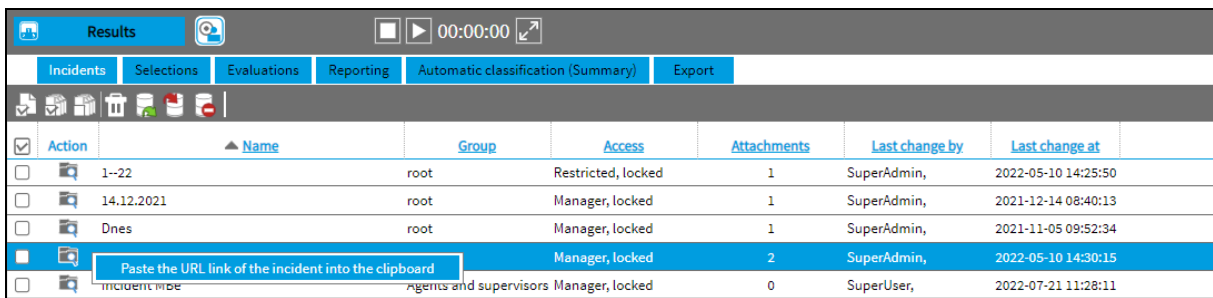 Results 00:00:00
Incidents Selections Evaluations Reporting Automatic classification (Summary) Export
Action Name Group Access Attachments Last change by Last change at
1--22 root Restricted, locked 1 SuperAdmin, 2022-05-10 14:25:50
14.12.2021 root Manager, locked 1 SuperAdmin, 2021-12-14 08:40:13
Dnes root Manager, locked 1 SuperAdmin, 2021-11-05 09:52:34
Manager, locked 2 SuperAdmin, 2022-05-10 14:30:15
Paste the URL link of the incident into the clipboard
Incident MBe Agents and supervisors Manager, locked 0 SuperUser, 2022-07-21 11:28:11